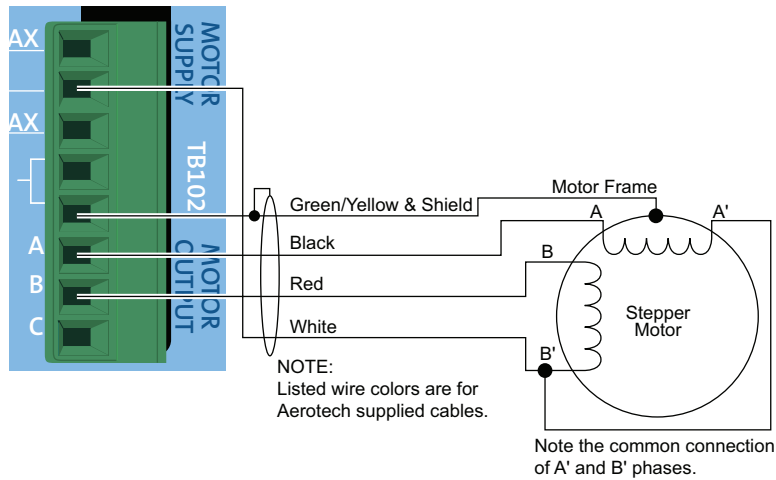 AX
AX
A
B
C
MOTOR
SUPPLY
TB102
MOTOR
OUTPUT
Green/Yellow & Shield
Black
Red
White
NOTE:
Listed wire colors are for
Aerotech supplied cables.
Motor Frame
A
A'
B
B'
Stepper
Motor
Note the common connection
of A' and B' phases.